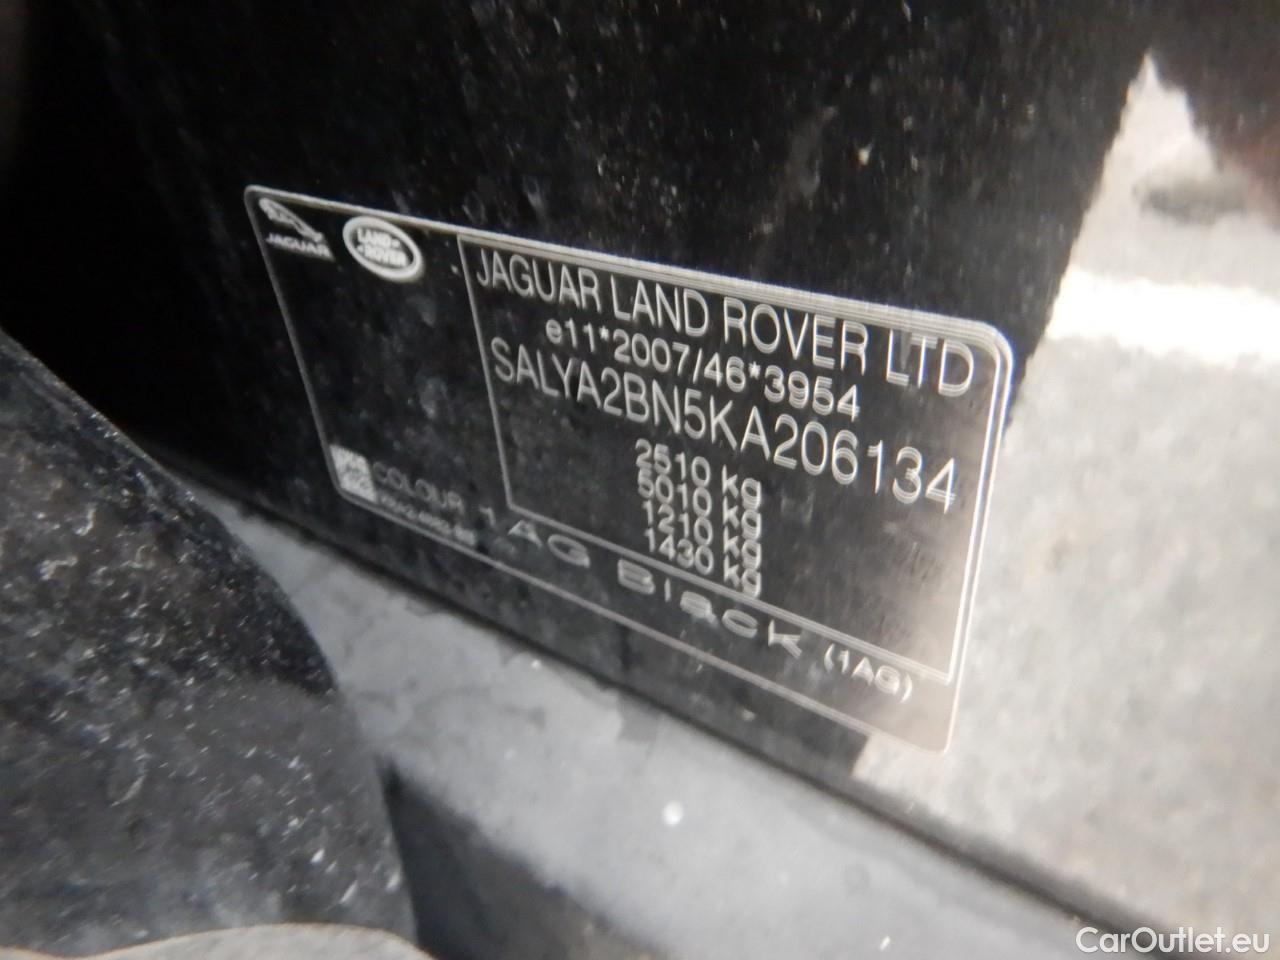 JAGUAR
LAND
ROVER
JAGUAR LAND ROVER LTD
e11*2007/46*3954
SALYA2BN5KA206134
2510 kg
5010 kg
1210 kg
1430 kg
COLOUR 1AG Black (1AG)
CarOutlet.eu